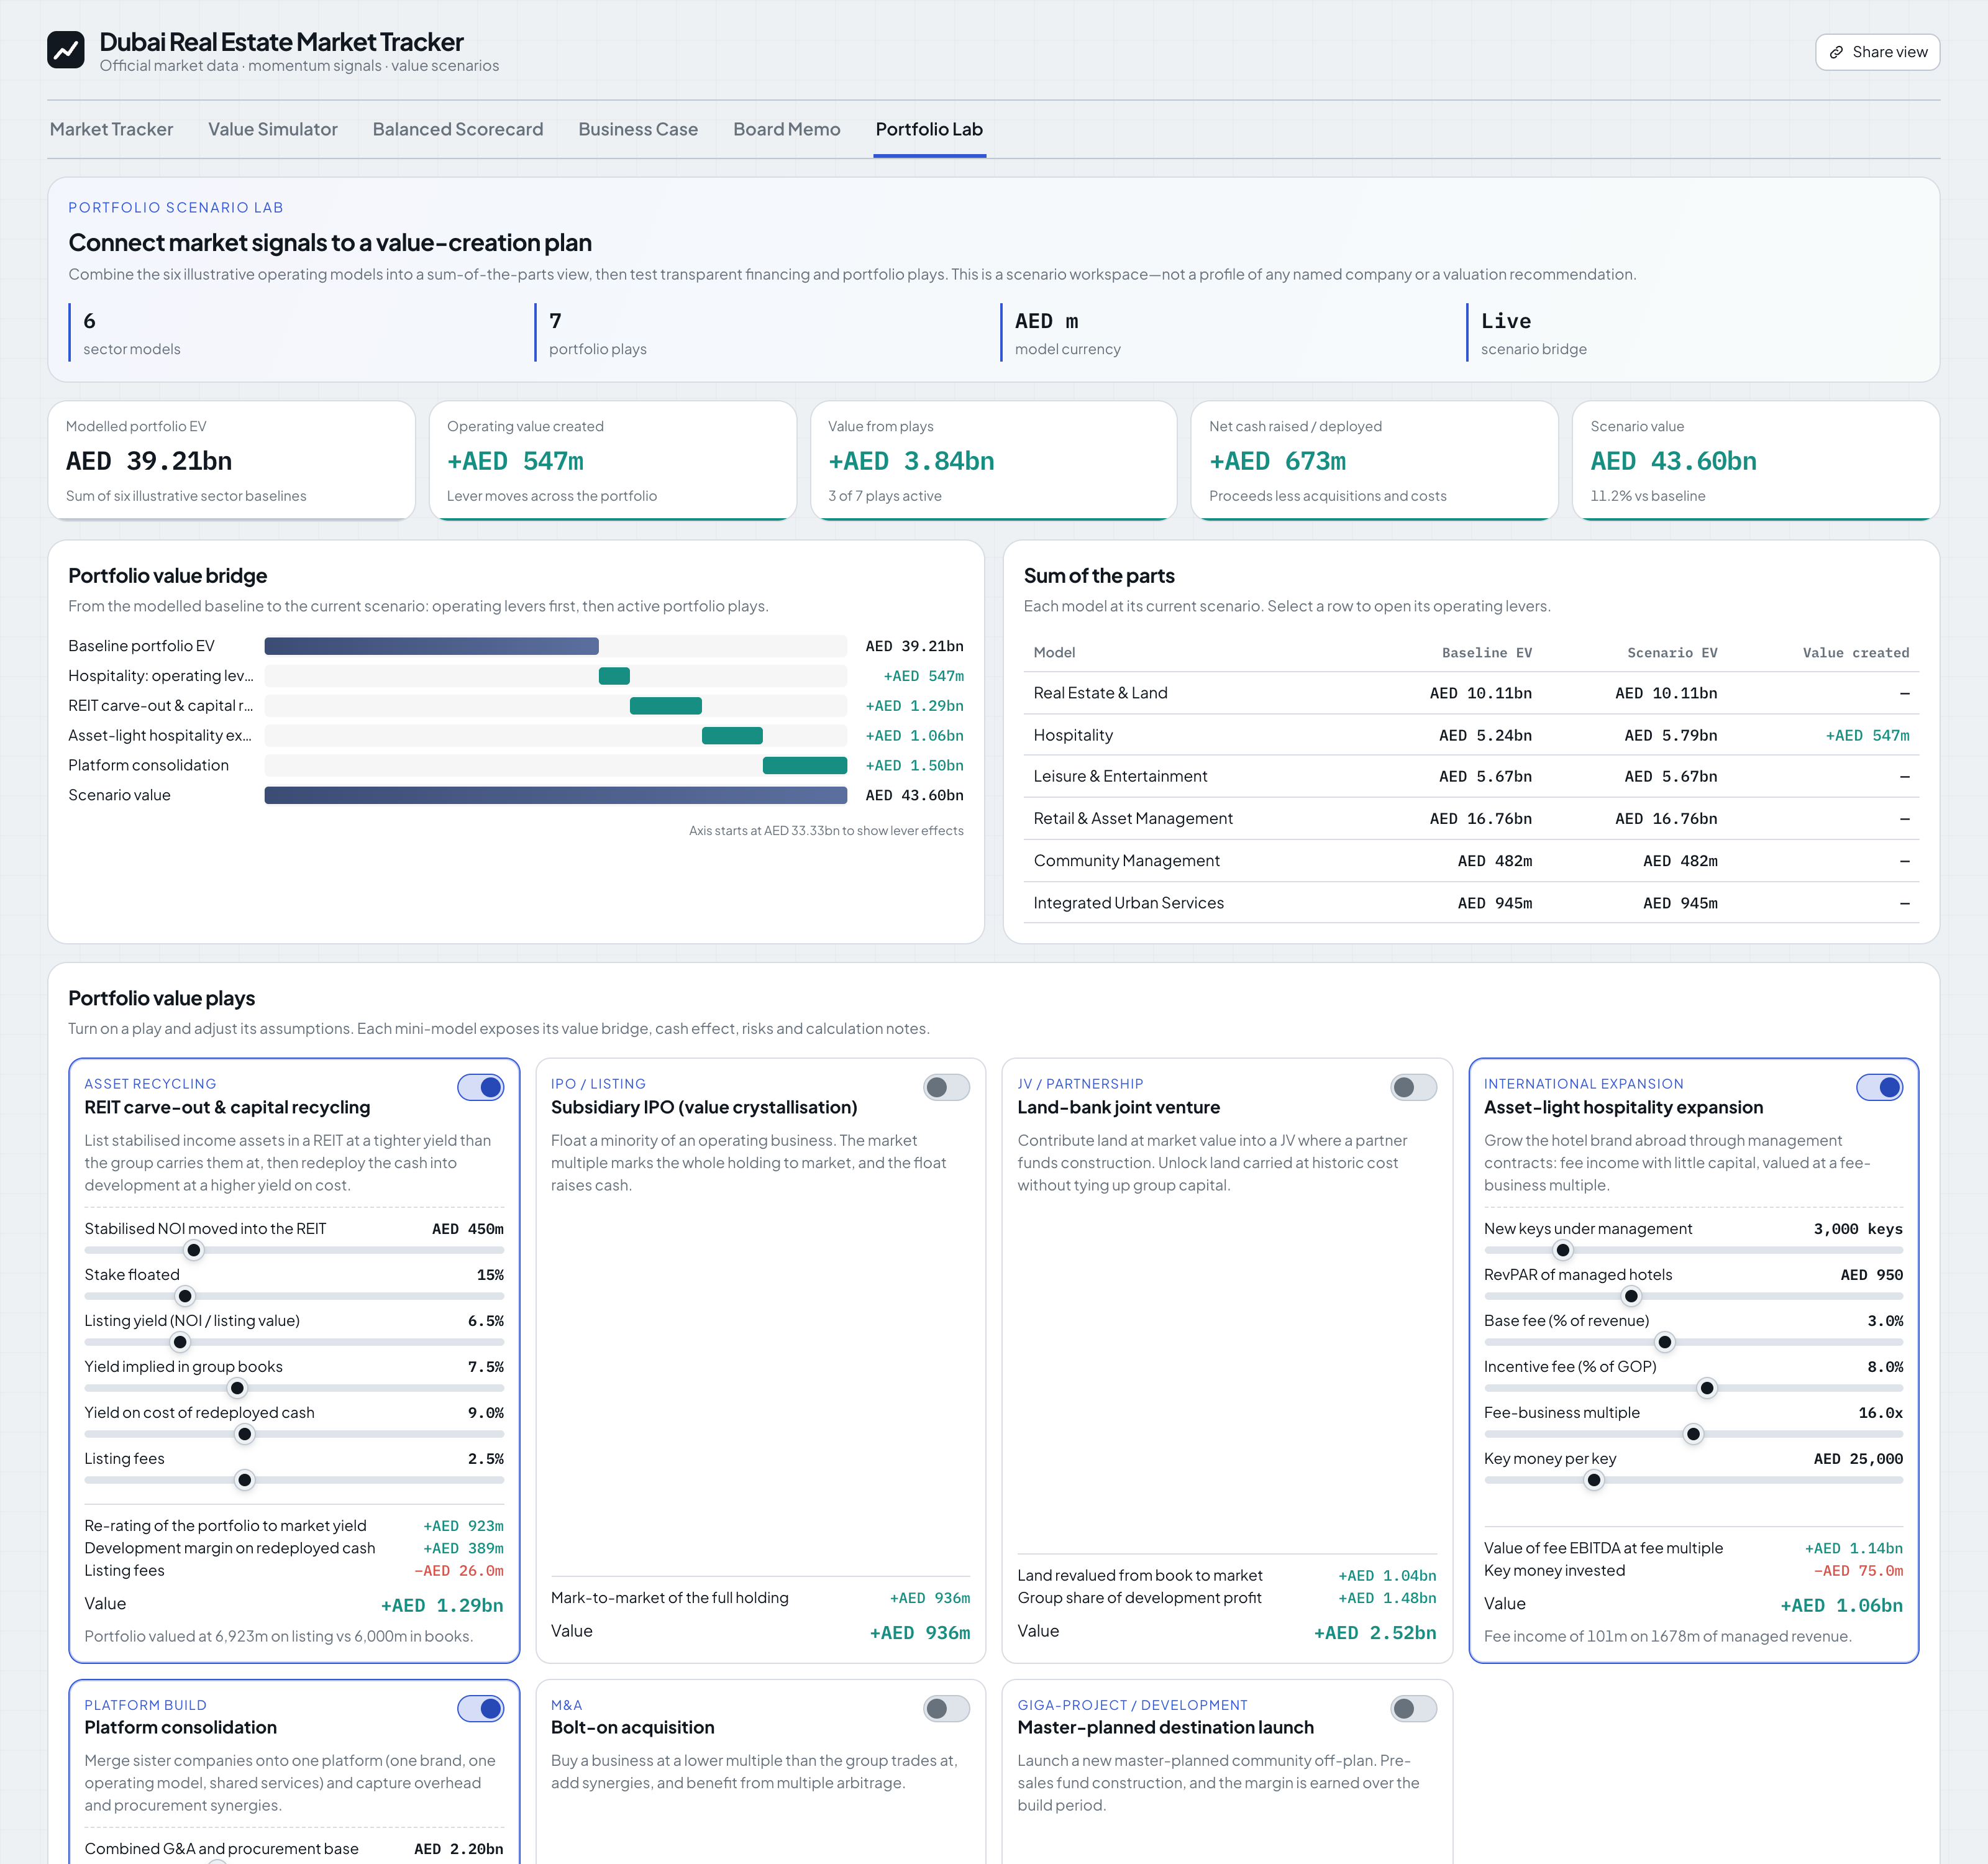 Dubai Real Estate Market Tracker
Official market data · momentum signals · value scenarios
Share view
Market Tracker
Value Simulator
Balanced Scorecard
Business Case
Board Memo
Portfolio Lab
PORTFOLIO SCENARIO LAB
Connect market signals to a value-creation plan
Combine the six illustrative operating models into a sum-of-the-parts view, then test transparent financing and portfolio plays. This is a scenario workspace—not a profile of any named company or a valuation recommendation.
6
sector models
7
portfolio plays
AED m
model currency
Live
scenario bridge
Modelled portfolio EV
AED 39.21bn
Sum of six illustrative sector baselines
Operating value created
+AED 547m
Lever moves across the portfolio
Value from plays
+AED 3.84bn
3 of 7 plays active
Net cash raised / deployed
+AED 673m
Proceeds less acquisitions and costs
Scenario value
AED 43.60bn
11.2% vs baseline
Portfolio value bridge
From the modelled baseline to the current scenario: operating levers first, then active portfolio plays.
Baseline portfolio EV AED 39.21bn
Hospitality: operating lev... +AED 547m
REIT carve-out & capital r... +AED 1.29bn
Asset-light hospitality ex... +AED 1.06bn
Platform consolidation +AED 1.50bn
Scenario value AED 43.60bn
Axis starts at AED 33.33bn to show lever effects
Sum of the parts
Each model at its current scenario. Select a row to open its operating levers.
Model Baseline EV Scenario EV Value created
Real Estate & Land AED 10.11bn AED 10.11bn —
Hospitality AED 5.24bn AED 5.79bn +AED 547m
Leisure & Entertainment AED 5.67bn AED 5.67bn —
Retail & Asset Management AED 16.76bn AED 16.76bn —
Community Management AED 482m AED 482m —
Integrated Urban Services AED 945m AED 945m —
Portfolio value plays
Turn on a play and adjust its assumptions. Each mini-model exposes its value bridge, cash effect, risks and calculation notes.
ASSET RECYCLING
REIT carve-out & capital recycling
List stabilised income assets in a REIT at a tighter yield than
the group carries them at, then redeploy the cash into
development at a higher yield on cost.
Stabilised NOI moved into the REIT AED 450m
Stake floated 15%
Listing yield (NOI / listing value) 6.5%
Yield implied in group books 7.5%
Yield on cost of redeployed cash 9.0%
Listing fees 2.5%
Re-rating of the portfolio to market yield +AED 923m
Development margin on redeployed cash +AED 389m
Listing fees −AED 26.0m
Value +AED 1.29bn
Portfolio valued at 6,923m on listing vs 6,000m in books.
IPO / LISTING
Subsidiary IPO (value crystallisation)
Float a minority of an operating business. The market
multiple marks the whole holding to market, and the float
raises cash.
Mark-to-market of the full holding +AED 936m
Value +AED 936m
JV / PARTNERSHIP
Land-bank joint venture
Contribute land at market value into a JV where a partner
funds construction. Unlock land carried at historic cost
without tying up group capital.
Land revalued from book to market +AED 1.04bn
Group share of development profit +AED 1.48bn
Value +AED 2.52bn
INTERNATIONAL EXPANSION
Asset-light hospitality expansion
Grow the hotel brand abroad through management
contracts: fee income with little capital, valued at a fee-
business multiple.
New keys under management 3,000 keys
RevPAR of managed hotels AED 950
Base fee (% of revenue) 3.0%
Incentive fee (% of GOP) 8.0%
Fee-business multiple 16.0x
Key money per key AED 25,000
Value of fee EBITDA at fee multiple +AED 1.14bn
Key money invested −AED 75.0m
Value +AED 1.06bn
Fee income of 101m on 1678m of managed revenue.
PLATFORM BUILD
Platform consolidation
Merge sister companies onto one platform (one brand, one
operating model, shared services) and capture overhead
and procurement synergies.
Combined G&A and procurement base AED 2.20bn
M&A
Bolt-on acquisition
Buy a business at a lower multiple than the group trades at,
add synergies, and benefit from multiple arbitrage.
GIGA-PROJECT / DEVELOPMENT
Master-planned destination launch
Launch a new master-planned community off-plan. Pre-
sales fund construction, and the margin is earned over the
build period.